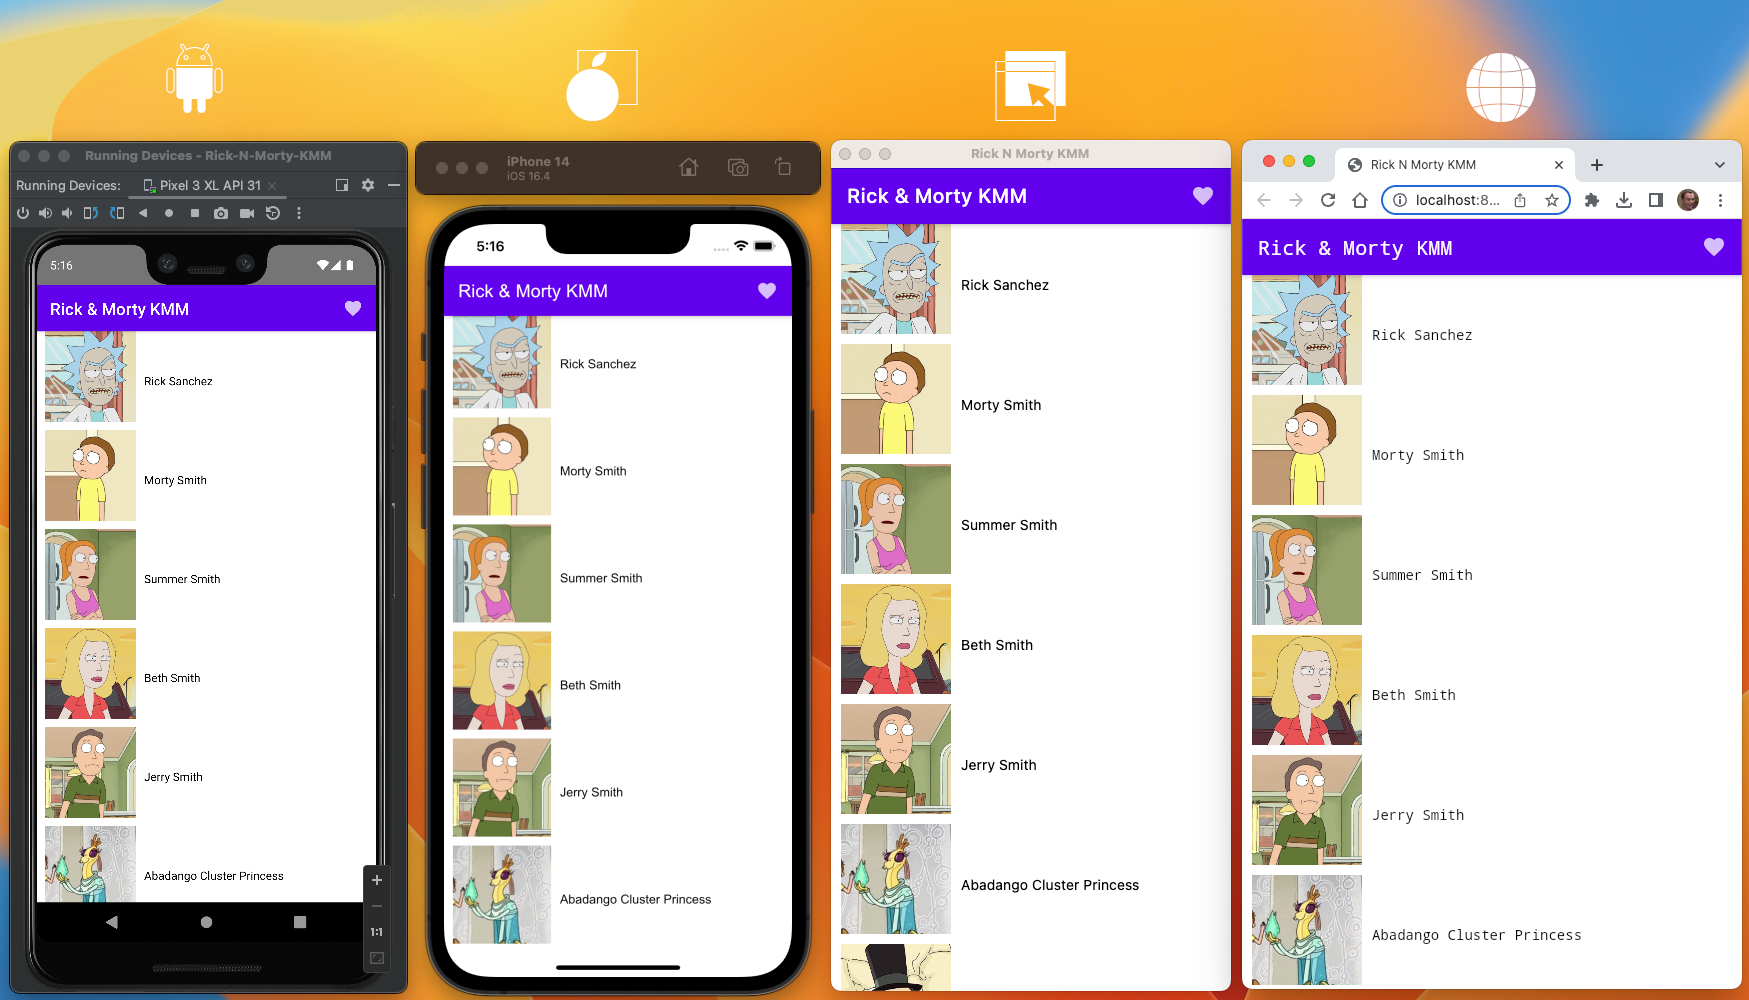 Running Devices - Rick-N-Morty-KMM
Running Devices:
Pixel 3 XL API 31
5:16
Rick & Morty KMM
Rick Sanchez
Morty Smith
Summer Smith
Beth Smith
Jerry Smith
Abadango Cluster Princess
1:1
iPhone 14
iOS 16.4
5:16
Rick & Morty KMM
Rick Sanchez
Morty Smith
Summer Smith
Beth Smith
Jerry Smith
Abadango Cluster Princess
Rick N Morty KMM
Rick & Morty KMM
Rick Sanchez
Morty Smith
Summer Smith
Beth Smith
Jerry Smith
Abadango Cluster Princess
Rick N Morty KMM
localhost:8...
Rick & Morty KMM
Rick Sanchez
Morty Smith
Summer Smith
Beth Smith
Jerry Smith
Abadango Cluster Princess